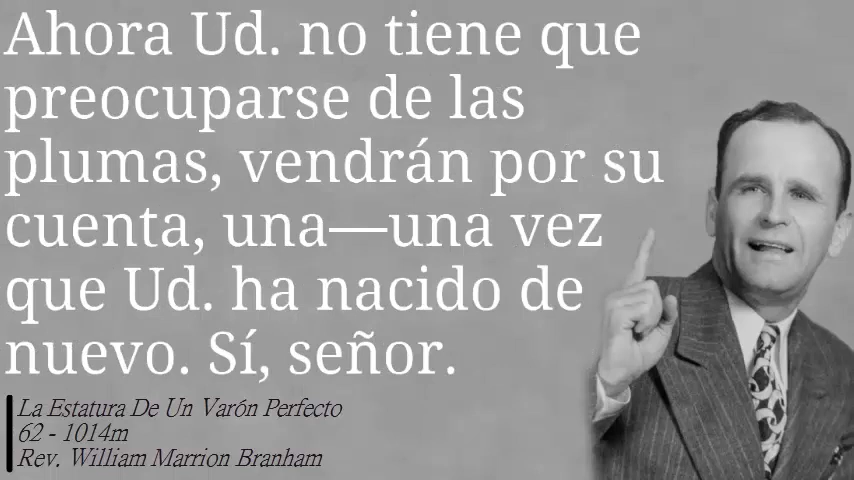 Ahora Ud. no tiene que
preocuparse de las
plumas, vendrán por su
cuenta, una—una vez
que Ud. ha nacido de
nuevo. Sí, señor.
La Estatura De Un Varón Perfecto
62 - 1014m
Rev. William Marrion Branham